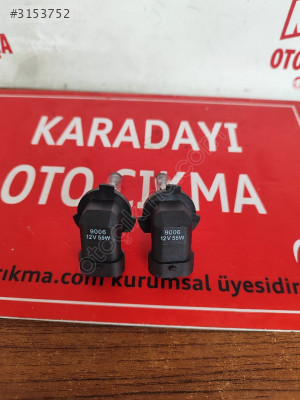 #3153752
KARADAYI
OTO ÇIKMA
9006
12V 55W
9006
12V 55W
ıkma.com kurumsal üyesidir